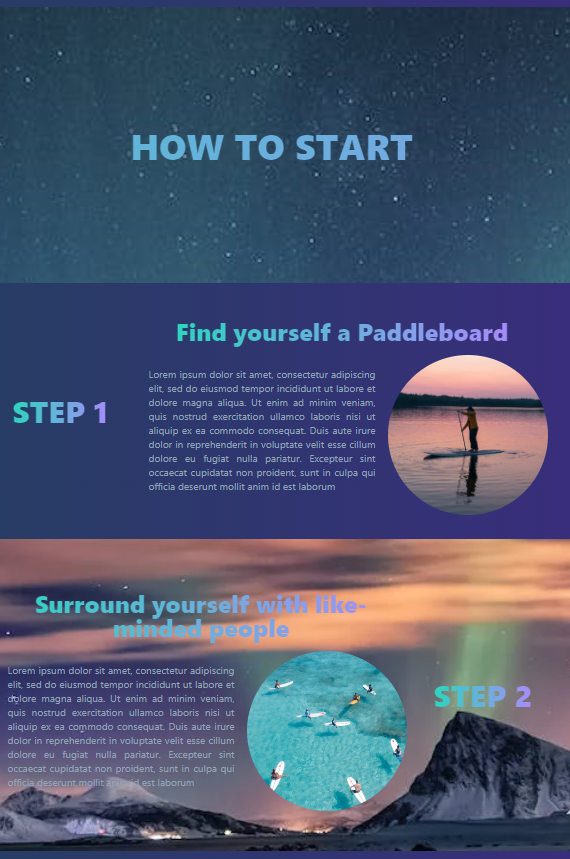 HOW TO START
Find yourself a Paddleboard
STEP 1
Lorem ipsum dolor sit amet, consectetur adipiscing
elit, sed do eiusmod tempor incididunt ut labore et
dolore magna aliqua. Ut enim ad minim veniam,
quis nostrud exercitation ullamco laboris nisi ut
aliquip ex ea commodo consequat. Duis aute irure
dolor in reprehenderit in voluptate velit esse cillum
dolore eu fugiat nulla pariatur. Excepteur sint
occaecat cupidatat non proident, sunt in culpa qui
officia deserunt mollit anim id est laborum
Surround yourself with like-
minded people
Lorem ipsum dolor sit amet, consectetur adipiscing
elit, sed do eiusmod tempor incididunt ut labore et
dolore magna aliqua. Ut enim ad minim veniam,
quis nostrud exercitation ullamco laboris nisi ut
aliquip ex ea commodo consequat. Duis aute irure
dolor in reprehenderit in voluptate velit esse cillum
dolore eu fugiat nulla pariatur. Excepteur sint
occaecat cupidatat non proident, sunt in culpa qui
officia deserunt mollit anim id est laborum
STEP 2